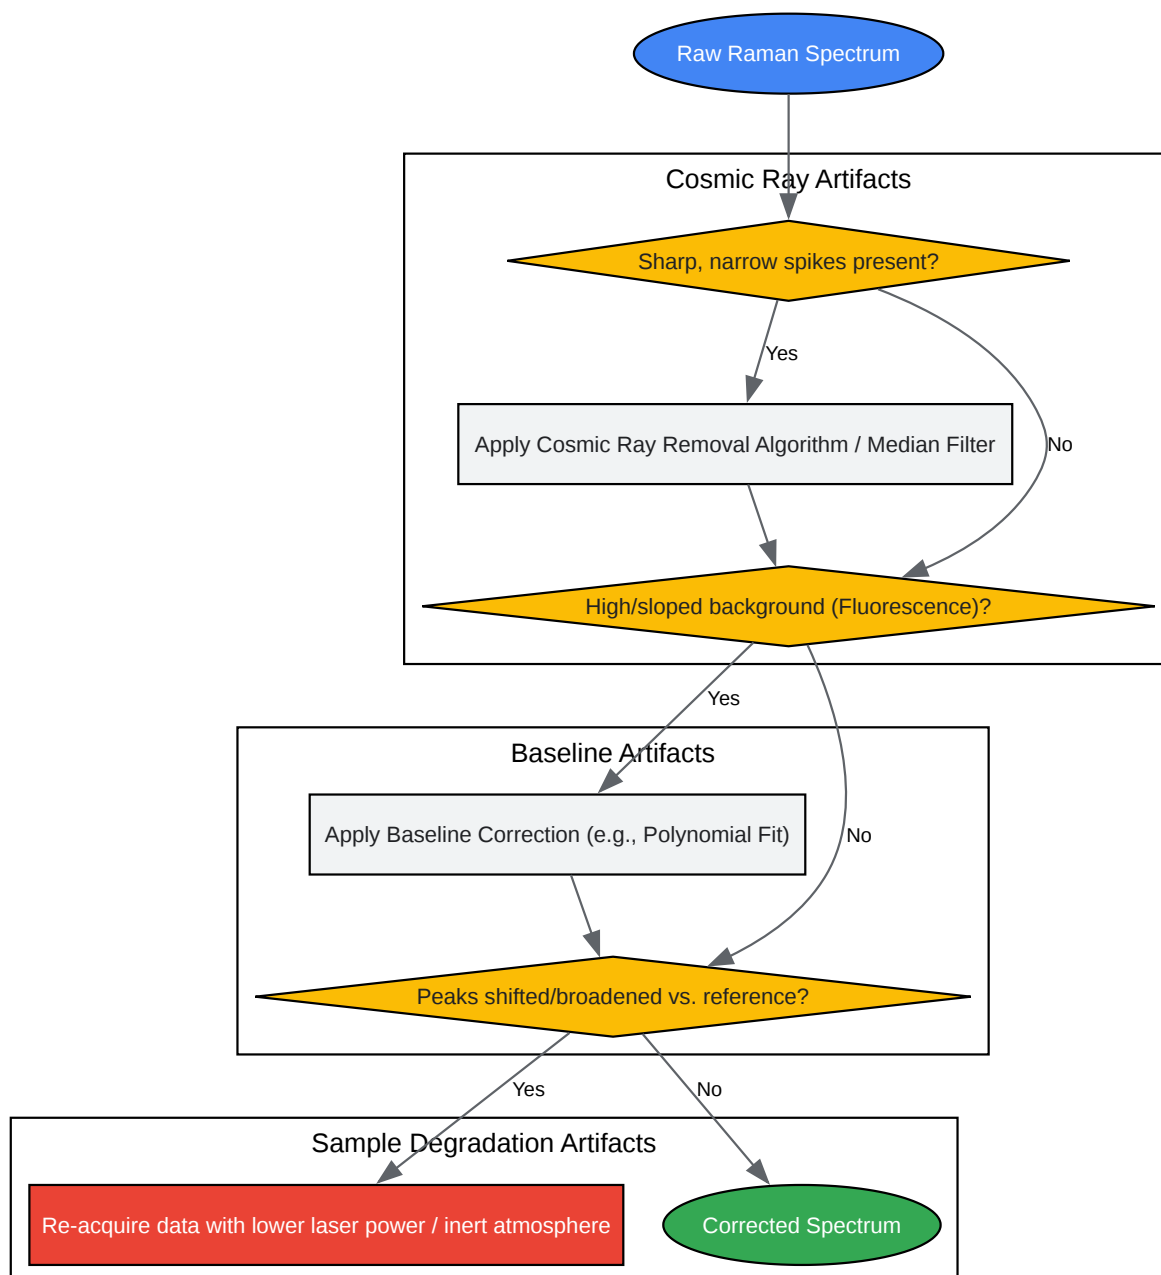 Raw Raman Spectrum
Cosmic Ray Artifacts
Sharp, narrow spikes present?
Yes
Apply Cosmic Ray Removal Algorithm / Median Filter
No
High/sloped background (Fluorescence)?
Yes
Baseline Artifacts
Apply Baseline Correction (e.g., Polynomial Fit)
No
Peaks shifted/broadened vs. reference?
Yes
No
Sample Degradation Artifacts
Re-acquire data with lower laser power / inert atmosphere
Corrected Spectrum